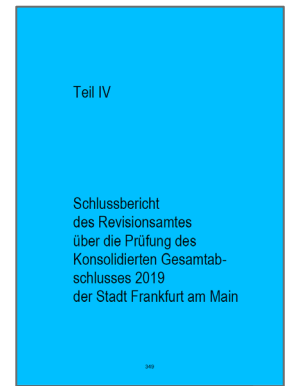 Teil IV
Schlussbericht
des Revisionsamtes
über die Prüfung des
Konsolidierten Gesamtab-
schlusses 2019
der Stadt Frankfurt am Main
349